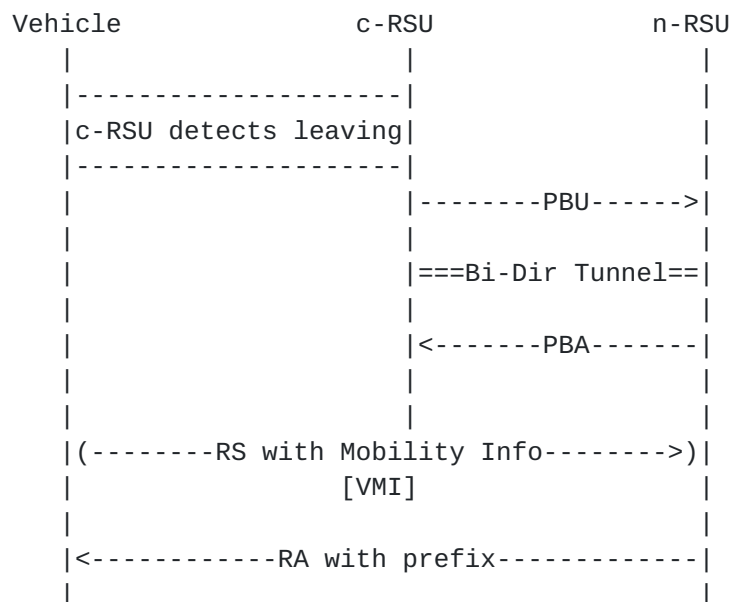 Vehicle c-RSU n-RSU
c-RSU detects leaving
PBU
Bi-Dir Tunnel
PBA
RS with Mobility Info
[VMI]
RA with prefix